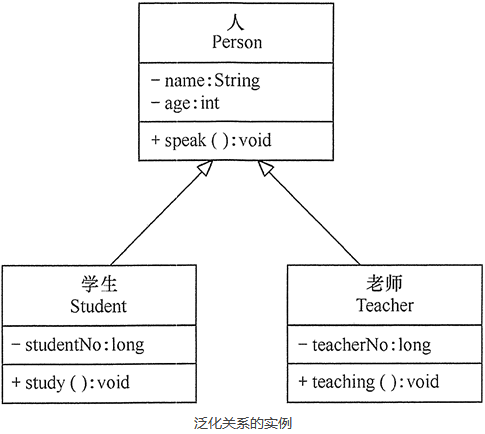 人
Person
- name:String
- age:int
+ speak ( ):void
学生
Student
- studentNo:long
+ study ( ):void
老师
Teacher
- teacherNo:long
+ teaching ( ):void
泛化关系的实例